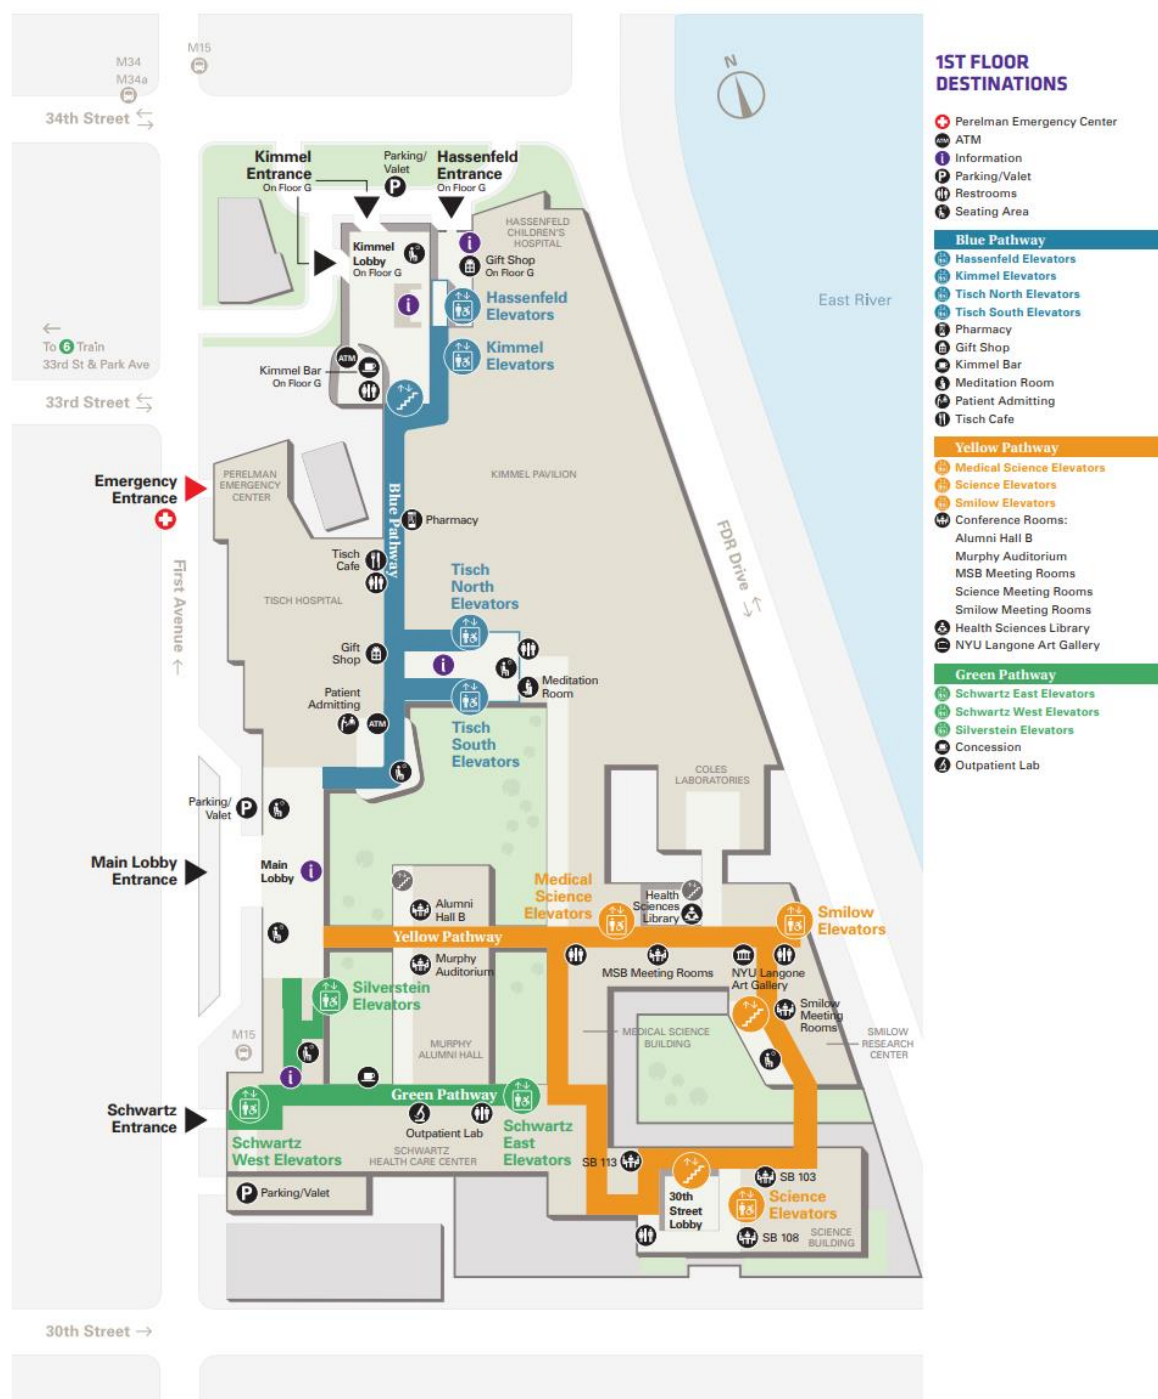 M15
M34
M34a
34th Street
N
Kimmel
Entrance
On Floor G
Parking/
Valet
P
Hassenfeld
Entrance
On Floor G
HASSENFELD
CHILDREN'S
HOSPITAL
Kimmel
Lobby
On Floor G
i
Gift Shop
On Floor G
i
Hassenfeld
Elevators
East River
To 6 Train
33rd St & Park Ave
ATM
Kimmel Bar
On Floor G
Kimmel
Elevators
33rd Street
PERELMAN
EMERGENCY
CENTER
KIMMEL PAVILION
Emergency
Entrance
Blue Pathway
Pharmacy
FDR Drive
First Avenue
Tisch
Cafe
Tisch
North
Elevators
TISCH HOSPITAL
Gift
Shop
i
Meditation
Room
Patient
Admitting
ATM
Tisch
South
Elevators
COLES
LABORATORIES
Parking/
Valet
P
Main Lobby
Entrance
Main
Lobby
i
Medical
Science
Elevators
Health
Sciences
Library
Alumni
Hall B
Smilow
Elevators
Yellow Pathway
Murphy
Auditorium
MSB Meeting Rooms
NYU Langone
Art Gallery
Silverstein
Elevators
Smilow
Meeting
Rooms
M15
MURPHY
ALUMNI HALL
MEDICAL SCIENCE
BUILDING
SMILOW
RESEARCH
CENTER
i
Green Pathway
Schwartz
Entrance
Outpatient Lab
Schwartz
West Elevators
SCHWARTZ
HEALTH CARE CENTER
Schwartz
East
Elevators
SB 113
SB 103
P
Parking/Valet
30th
Street
Lobby
Science
Elevators
SB 108
SCIENCE
BUILDING
30th Street
1ST FLOOR
DESTINATIONS
Perelman Emergency Center
ATM ATM
i Information
P Parking/Valet
Restrooms
Seating Area
Blue Pathway
Hassenfeld Elevators
Kimmel Elevators
Tisch North Elevators
Tisch South Elevators
Pharmacy
Gift Shop
Kimmel Bar
Meditation Room
Patient Admitting
Tisch Cafe
Yellow Pathway
Medical Science Elevators
Science Elevators
Smilow Elevators
Conference Rooms:
Alumni Hall B
Murphy Auditorium
MSB Meeting Rooms
Science Meeting Rooms
Smilow Meeting Rooms
Health Sciences Library
NYU Langone Art Gallery
Green Pathway
Schwartz East Elevators
Schwartz West Elevators
Silverstein Elevators
Concession
Outpatient Lab